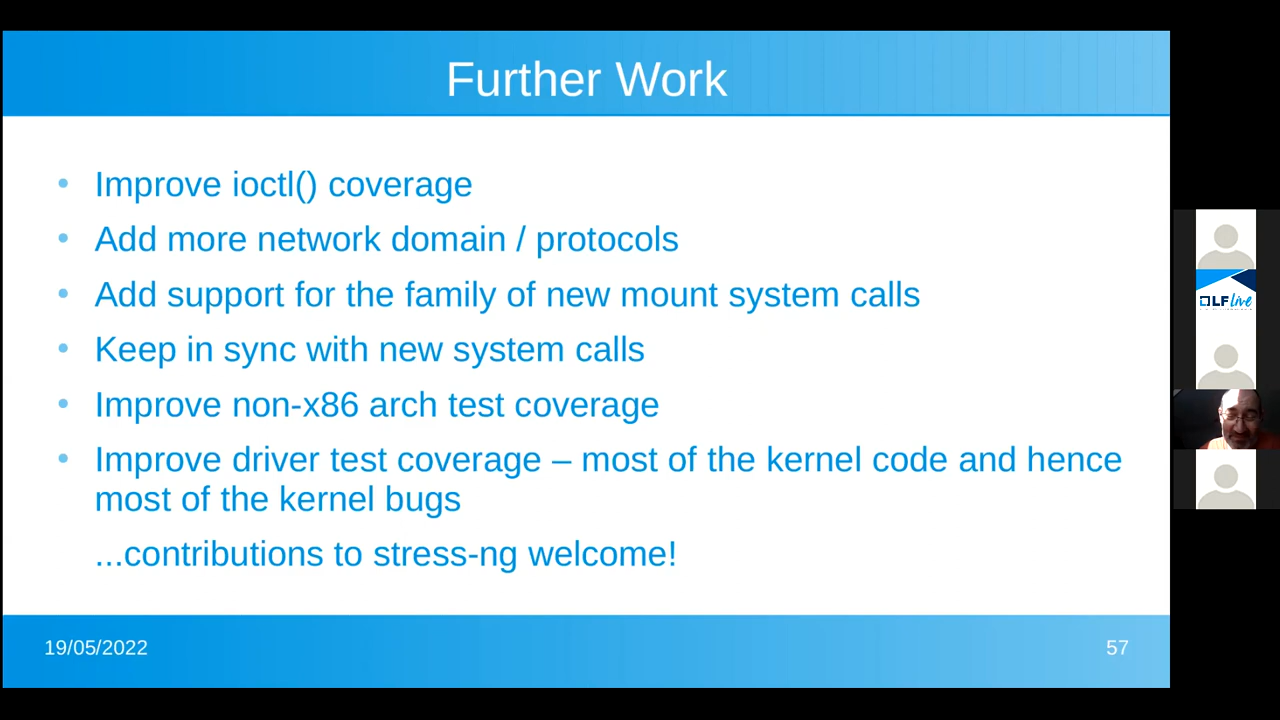 Further Work
• Improve ioctl() coverage
• Add more network domain / protocols
• Add support for the family of new mount system calls
• Keep in sync with new system calls
• Improve non-x86 arch test coverage
• Improve driver test coverage – most of the kernel code and hence
most of the kernel bugs
...contributions to stress-ng welcome!
19/05/2022
57
LF Live